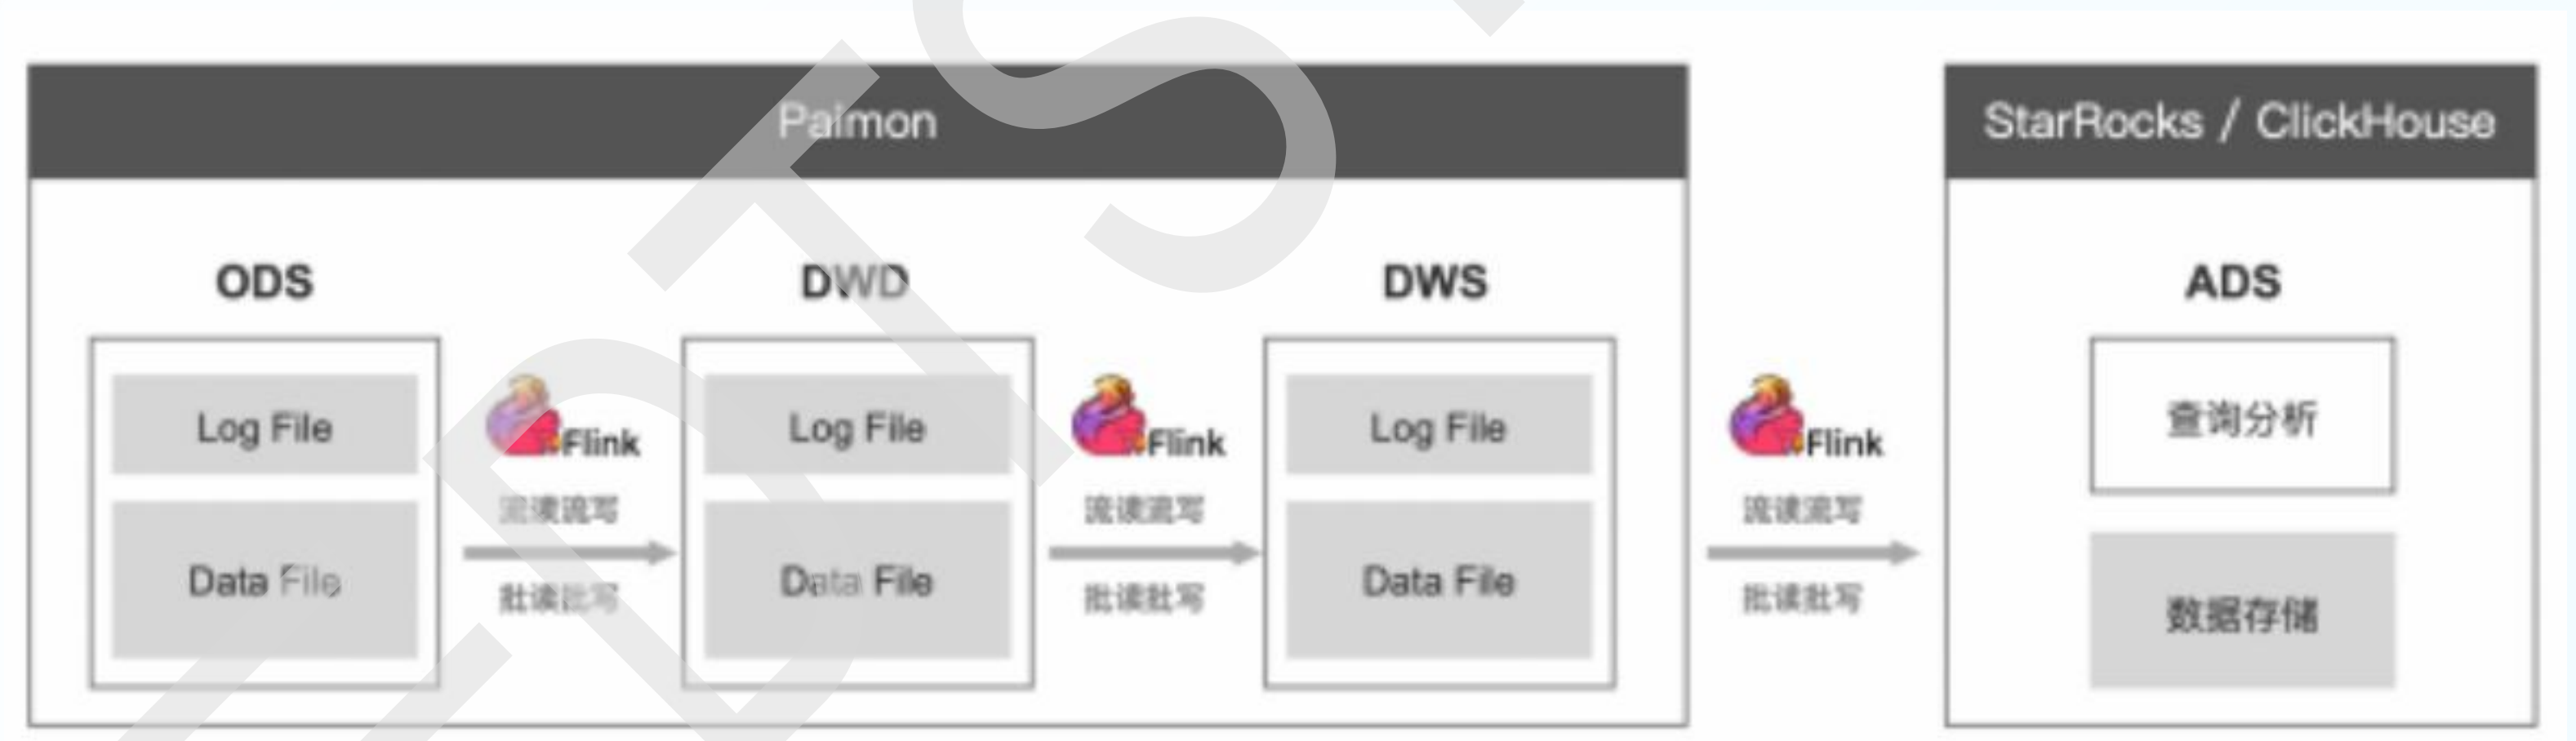 Paimon
StarRocks / ClickHouse
ODS
DWD
DWS
ADS
Log File
Flink
Log File
Flink
Log File
Flink
查询分析
流读流写
流读流写
流读流写
Data File
批读批写
Data File
批读批写
Data File
批读批写
数据存储